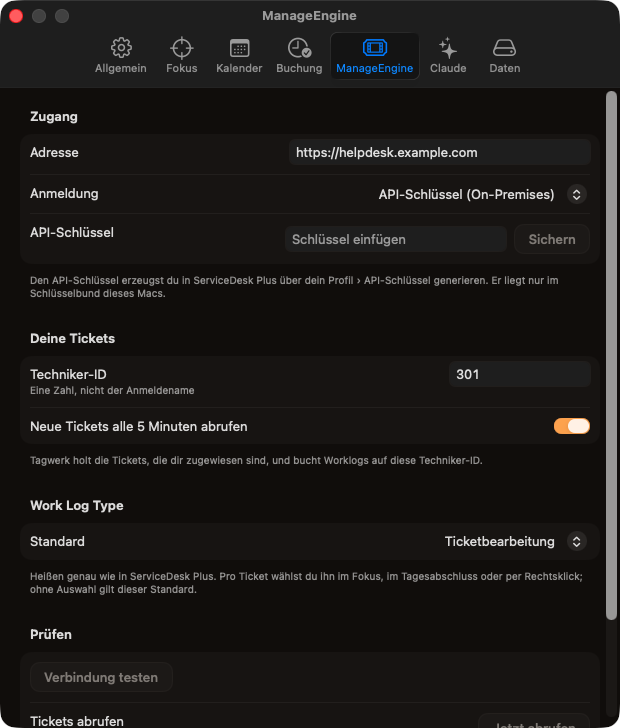 ManageEngine
Allgemein
Fokus
Kalender
Buchung
ManageEngine
Claude
Daten
Zugang
Adresse
https://helpdesk.example.com
Anmeldung
API-Schlüssel (On-Premises)
API-Schlüssel
Schlüssel einfügen
Sichern
Den API-Schlüssel erzeugst du in ServiceDesk Plus über dein Profil › API-Schlüssel generieren. Er liegt nur im
Schlüsselbund dieses Macs.
Deine Tickets
Techniker-ID
301
Eine Zahl, nicht der Anmeldename
Neue Tickets alle 5 Minuten abrufen
Tagwerk holt die Tickets, die dir zugewiesen sind, und bucht Worklogs auf diese Techniker-ID.
Work Log Type
Standard
Ticketbearbeitung
Heißen genau wie in ServiceDesk Plus. Pro Ticket wählst du ihn im Fokus, im Tagesabschluss oder per Rechtsklick;
ohne Auswahl gilt dieser Standard.
Prüfen
Verbindung testen
Tickets abrufen
Jetzt abrufen